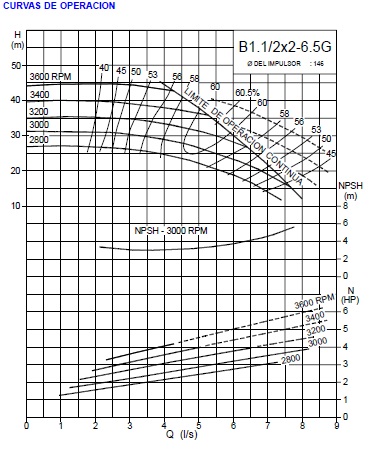 CURVAS DE OPERACION
H
(m)
B1.1/2x2-6.5G
Ø DEL IMPULSOR : 146
50
40
30
20
10
3600 RPM
3400
3200
3000
2800
40 45 50 53 56 58 60 60.5% 60 58 56 53 50 45
LIMITE DE OPERACION CONTINUA
NPSH
(m)
8
6
4
2
0
NPSH - 3000 RPM
N
(HP)
6
5
4
3
2
1
0
3600 RPM
3400
3200
3000
2800
0 1 2 3 4 5 6 7 8 9
Q (l/s)